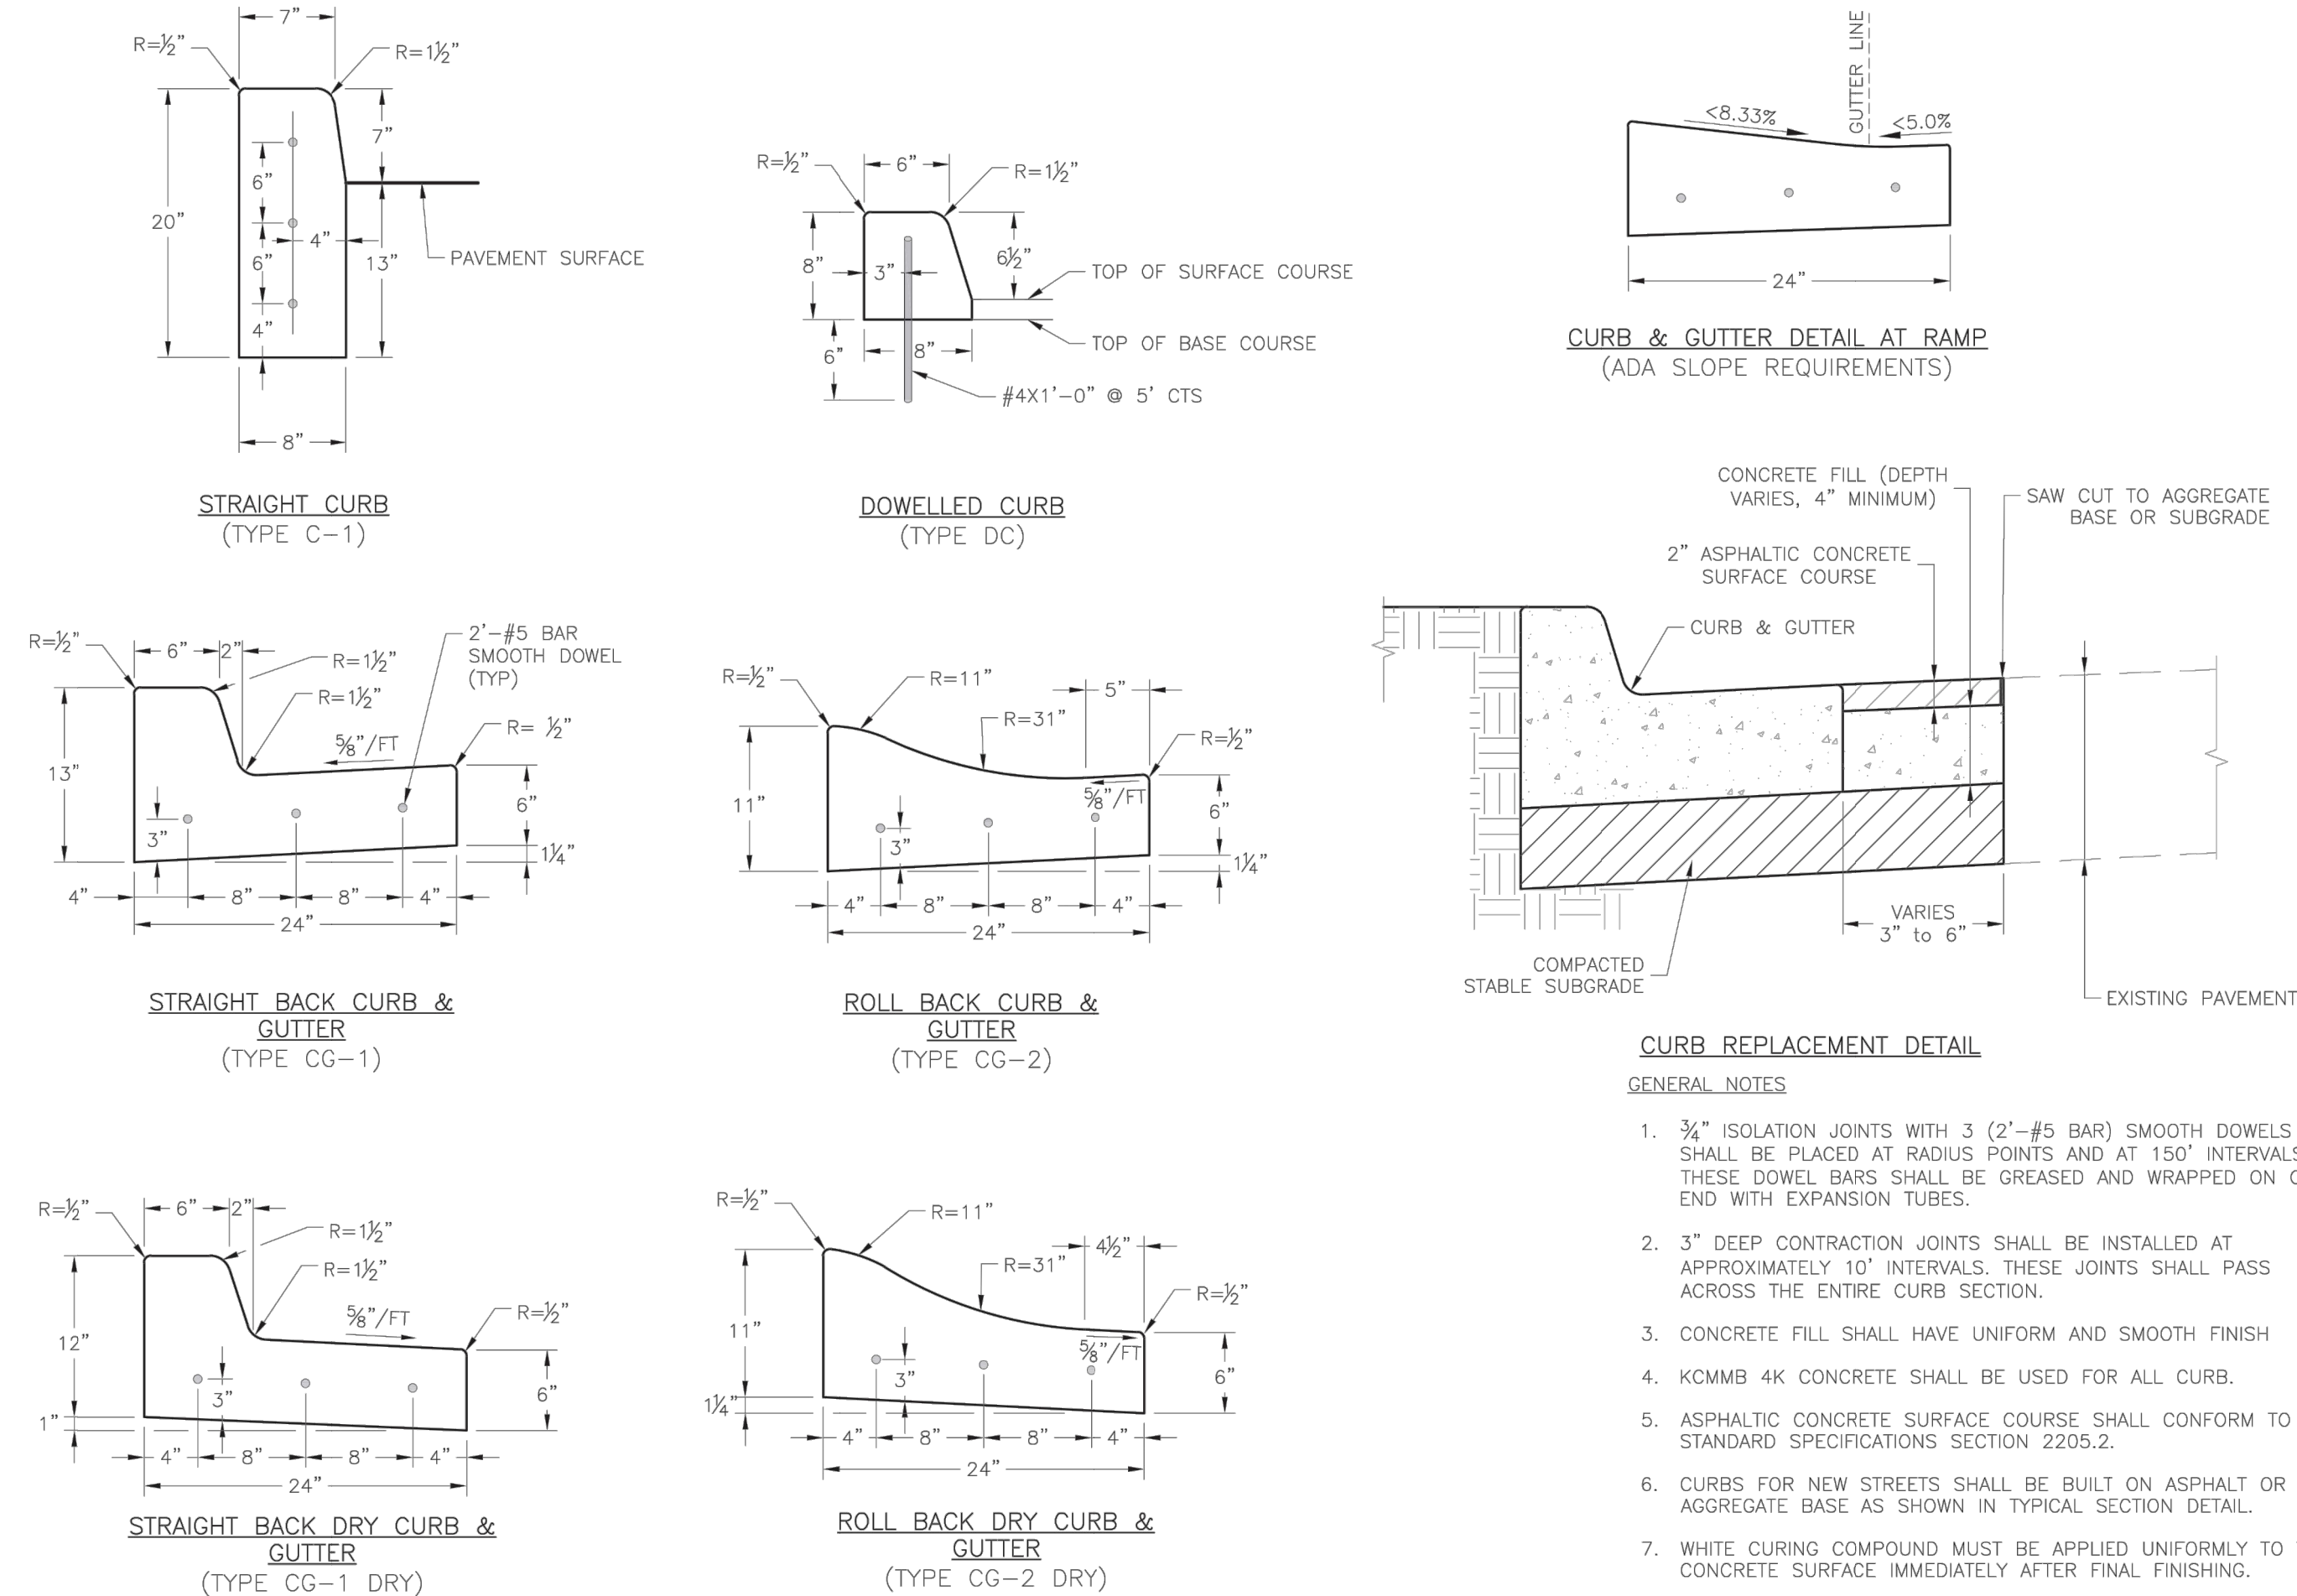 7"
R=½"
R=1½"
7"
6"
20"
4"
6"
13"
PAVEMENT SURFACE
4"
8"
STRAIGHT CURB
(TYPE C-1)
R=½"
6"
R=1½"
8"
3"
6½"
TOP OF SURFACE COURSE
6"
8"
TOP OF BASE COURSE
#4X1'-0" @ 5' CTS
DOWELLED CURB
(TYPE DC)
GUTTER LINE
<8.33%
<5.0%
24"
CURB & GUTTER DETAIL AT RAMP
(ADA SLOPE REQUIREMENTS)
R=½"
6"
2"
R=1½"
R=1½"
2'-#5 BAR
SMOOTH DOWEL
(TYP)
R= ½"
⅝"/FT
13"
3"
6"
1¼"
4"
8"
8"
4"
24"
STRAIGHT BACK CURB &
GUTTER
(TYPE CG-1)
R=½"
R=11"
5"
R=31"
R=½"
11"
⅝"/FT
6"
3"
1¼"
4"
8"
8"
4"
24"
ROLL BACK CURB &
GUTTER
(TYPE CG-2)
CONCRETE FILL (DEPTH
VARIES, 4" MINIMUM)
SAW CUT TO AGGREGATE
BASE OR SUBGRADE
2" ASPHALTIC CONCRETE
SURFACE COURSE
CURB & GUTTER
VARIES
3" to 6"
COMPACTED
STABLE SUBGRADE
EXISTING PAVEMENT
CURB REPLACEMENT DETAIL
R=½"
6"
2"
R=1½"
R=1½"
⅝"/FT
R=½"
12"
3"
6"
1"
4"
8"
8"
4"
24"
STRAIGHT BACK DRY CURB &
GUTTER
(TYPE CG-1 DRY)
R=½"
R=11"
4½"
R=31"
R=½"
11"
⅝"/FT
3"
6"
1¼"
4"
8"
8"
4"
24"
ROLL BACK DRY CURB &
GUTTER
(TYPE CG-2 DRY)
GENERAL NOTES
1. ¾" ISOLATION JOINTS WITH 3 (2'-#5 BAR) SMOOTH DOWELS
SHALL BE PLACED AT RADIUS POINTS AND AT 150' INTERVALS
THESE DOWEL BARS SHALL BE GREASED AND WRAPPED ON
END WITH EXPANSION TUBES.
2. 3" DEEP CONTRACTION JOINTS SHALL BE INSTALLED AT
APPROXIMATELY 10' INTERVALS. THESE JOINTS SHALL PASS
ACROSS THE ENTIRE CURB SECTION.
3. CONCRETE FILL SHALL HAVE UNIFORM AND SMOOTH FINISH
4. KCMMB 4K CONCRETE SHALL BE USED FOR ALL CURB.
5. ASPHALTIC CONCRETE SURFACE COURSE SHALL CONFORM TO
STANDARD SPECIFICATIONS SECTION 2205.2.
6. CURBS FOR NEW STREETS SHALL BE BUILT ON ASPHALT OR
AGGREGATE BASE AS SHOWN IN TYPICAL SECTION DETAIL.
7. WHITE CURING COMPOUND MUST BE APPLIED UNIFORMLY TO
CONCRETE SURFACE IMMEDIATELY AFTER FINAL FINISHING.